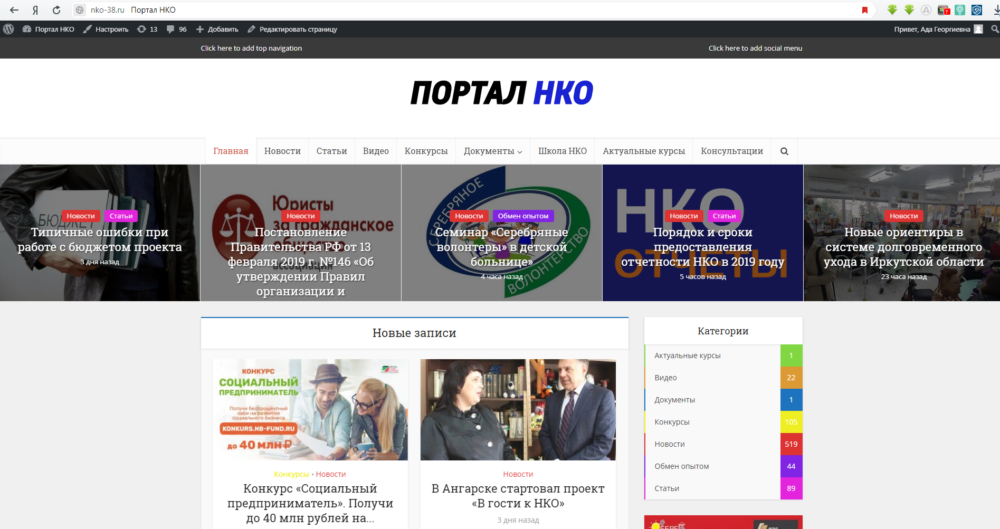 nko-38.ru Портал НКО
Портал НКО Настроить 13 96 Добавить Редактировать страницу Привет, Ада Георгиевна
Click here to add top navigation Click here to add social menu
ПОРТАЛ НКО
Главная Новости Статьи Видео Конкурсы Документы Школа НКО Актуальные курсы Консультации
БЮДЖЕТ
Новости Статьи
Типичные ошибки при
работе с бюджетом проекта
3 дня назад
Юристы
за гражданское
общество
ассоциация
Новости
Постановление
Правительства РФ от 13
февраля 2019 г. №146 «Об
утверждении Правил
организации и
СЕРЕБРЯНОЕ
ВОЛОНТЕРСТВО
Новости Обмен опытом
Семинар «Серебряные
волонтеры» в детской
больнице»
4 часа назад
НКО
ОТЧЕТЫ
Новости Статьи
Порядок и сроки
предоставления
отчетности НКО в 2019 году
5 часов назад
Новости
Новые ориентиры в
системе долговременного
ухода в Иркутской области
23 часа назад
Новые записи
КОНКУРС
СОЦИАЛЬНЫЙ
ПРЕДПРИНИМАТЕЛЬ
Получи беспроцентный
заём на развитие
социального бизнеса
KONKURS.NB-FUND.RU
до 40 МЛН ₽
Конкурсы • Новости
Конкурс «Социальный
предприниматель». Получи
до 40 млн рублей на...
Новости
В Ангарске стартовал проект
«В гости к НКО»
3 дня назад
Категории
Актуальные курсы 1
Видео 22
Документы 1
Конкурсы 105
Новости 519
Обмен опытом 44
Статьи 89